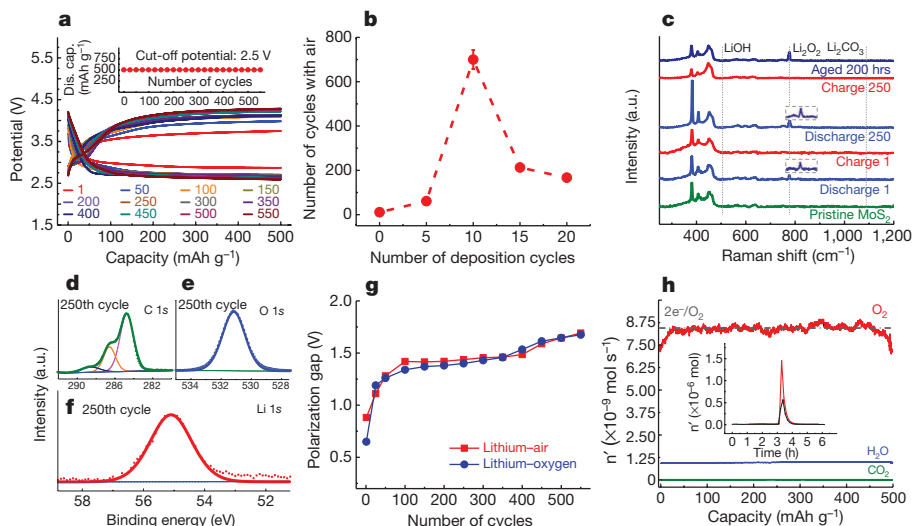 a
Dis. cap.
(mAh g⁻¹)
750
500
250
0
Cut-off potential: 2.5 V
0 100 200 300 400 500
Number of cycles
Potential (V)
5.7
4.5
3.9
2.7
1.5
1 50 100 150
200 250 300 350
400 450 500 550
0 100 200 300 400 500
Capacity (mAh g⁻¹)
b
Number of cycles with air
800
600
400
200
0
0 5 10 15 20
Number of deposition cycles
c
Intensity (a.u.)
LiOH Li₂O₂ Li₂CO₃
Aged 200 hrs
Charge 250
Discharge 250
Charge 1
Discharge 1
Pristine MoS₂
400 600 800 1,000 1,200
Raman shift (cm⁻¹)
d
250th cycle
C 1s
290 286 282
e
250th cycle
O 1s
534 530 528
Intensity (a.u.)
f
250th cycle
Li 1s
58 56 54 52
Binding energy (eV)
g
Polarization gap (V)
2.0
1.5
1.0
0.5
Lithium–air
Lithium–oxygen
0 100 200 300 400 500
Number of cycles
h
n′ (×10⁻⁹ mol s⁻¹)
8.75
7.50
6.25
5.00
3.75
2.50
1.25
0
2e⁻/O₂
O₂
n′ (×10⁻⁶ mol)
1.5
1.0
0.5
0.0
0 1 2 3 4 5 6
Time (h)
H₂O
CO₂
0 100 200 300 400 500
Capacity (mAh g⁻¹)